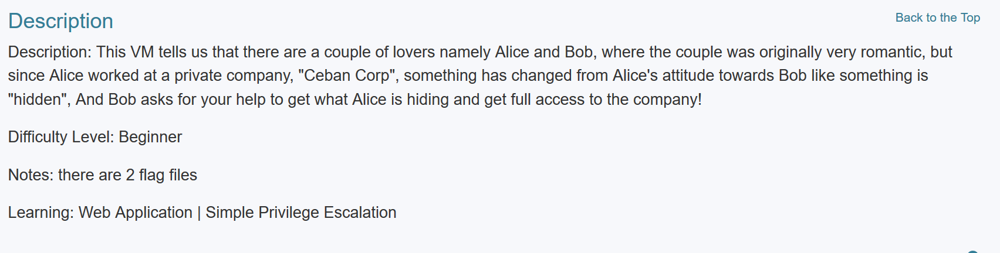 Description
Back to the Top
Description: This VM tells us that there are a couple of lovers namely Alice and Bob, where the couple was originally very romantic, but
since Alice worked at a private company, "Ceban Corp", something has changed from Alice's attitude towards Bob like something is
"hidden", And Bob asks for your help to get what Alice is hiding and get full access to the company!
Difficulty Level: Beginner
Notes: there are 2 flag files
Learning: Web Application | Simple Privilege Escalation